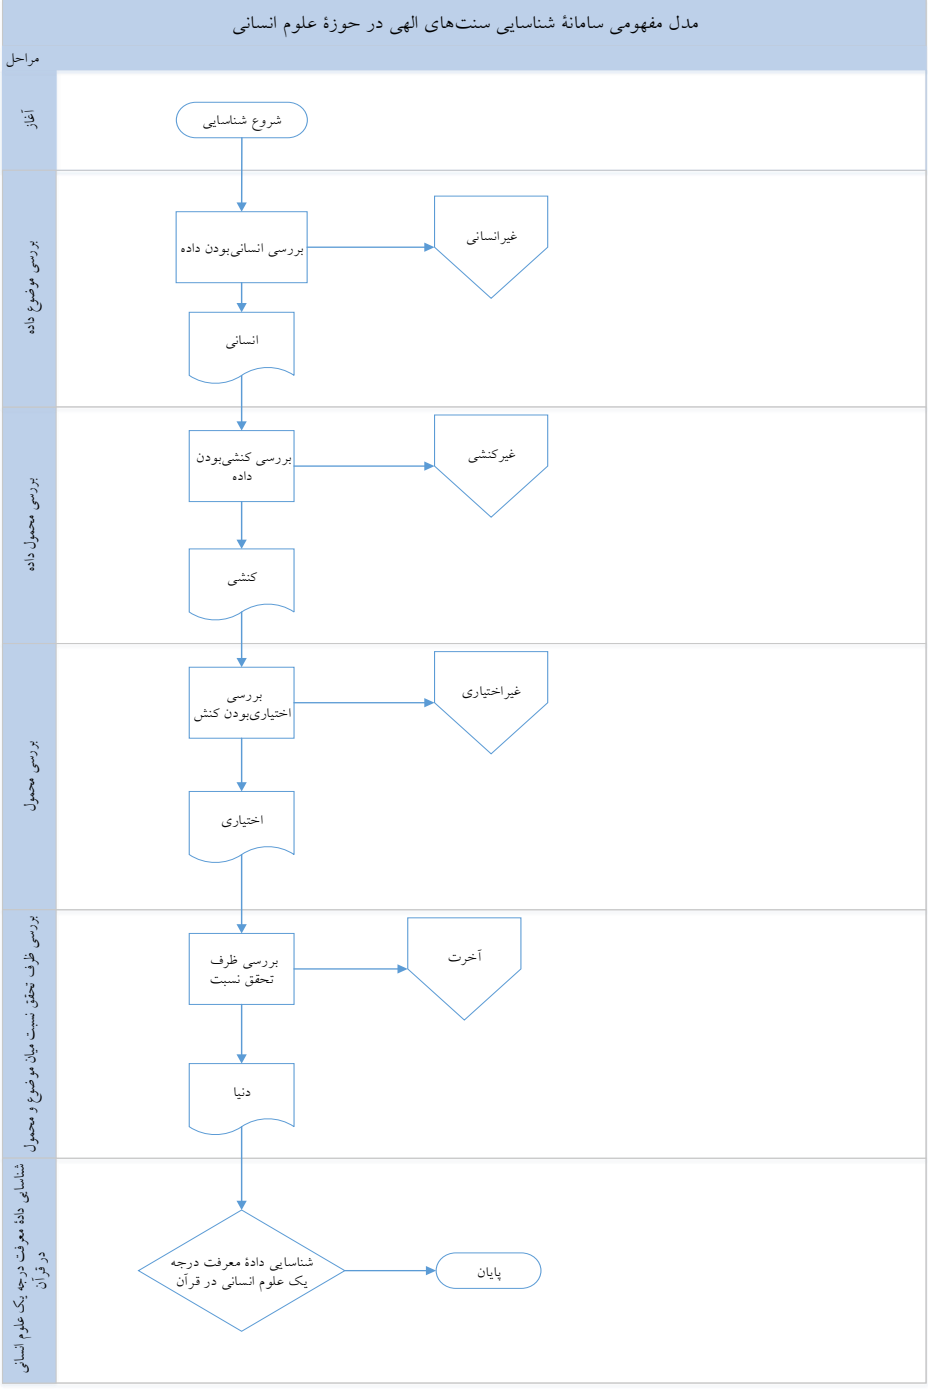 مدل مفهومی سامانهٔ شناسایی سنت‌های الهی در حوزهٔ علوم انسانی
مراحل
آغاز
شروع شناسایی
بررسی موضوع داده
بررسی انسانی‌بودن داده
غیرانسانی
انسانی
بررسی محمول داده
بررسی کنشی‌بودن
داده
غیرکنشی
کنشی
بررسی محمول
بررسی
اختیاری‌بودن کنش
غیراختیاری
اختیاری
بررسی ظرف تحقق نسبت میان موضوع و محمول
بررسی ظرف
تحقق نسبت
آخرت
دنیا
شناسایی دادهٔ معرفت درجه یک علوم انسانی
در قرآن
شناسایی دادهٔ معرفت درجه
یک علوم انسانی در قرآن
پایان